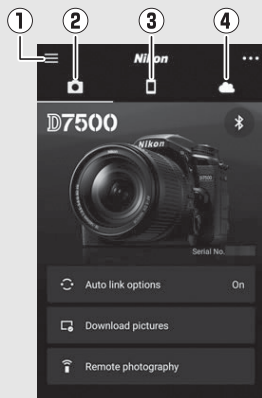 ① ② ③ ④
Nikon
D7500
Nikon
Serial No.
Auto link options On
Download pictures
Remote photography